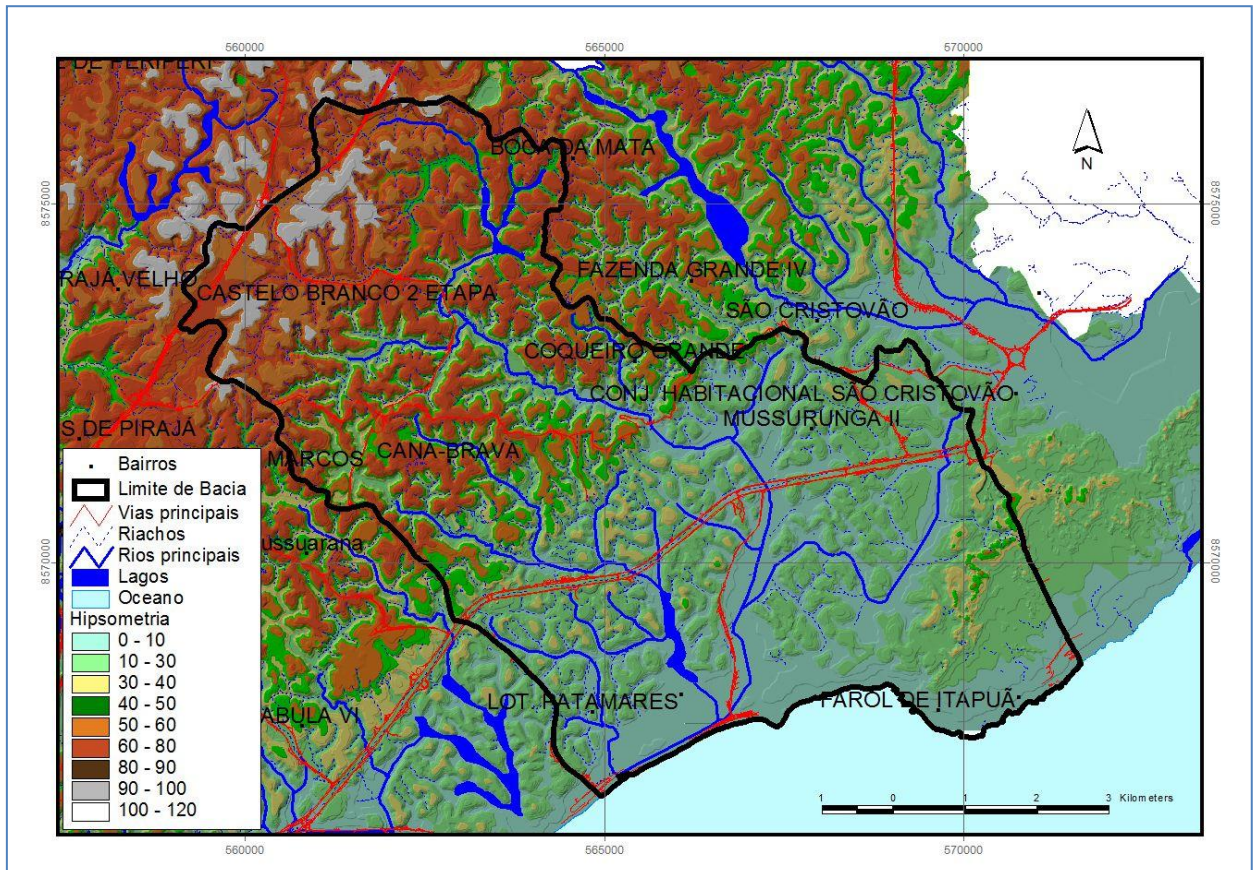 560000
565000
570000
E DE PERIPERI
BOCA DA MATA
N
8575000
8575000
RAJÁ VELHO
FAZENDA GRANDE IV
CASTELO BRANCO 2 ETAPA
SÃO CRISTOVÃO
COQUEIRO GRANDE
CONJ. HABITACIONAL SÃO CRISTOVÃO
MUSSURUNGA II
S DE PIRAJÁ
MARCOS
CANA-BRAVA
ussuarana
8570000
8570000
LOT. PATAMARES
FAROL DE ITAPUÃ
ABULA VI
Bairros
Limite de Bacia
Vias principais
Riachos
Rios principais
Lagos
Oceano
Hipsometria
0 - 10
10 - 30
30 - 40
40 - 50
50 - 60
60 - 80
80 - 90
90 - 100
100 - 120
1 0 1 2 3 Kilometers
560000
565000
570000